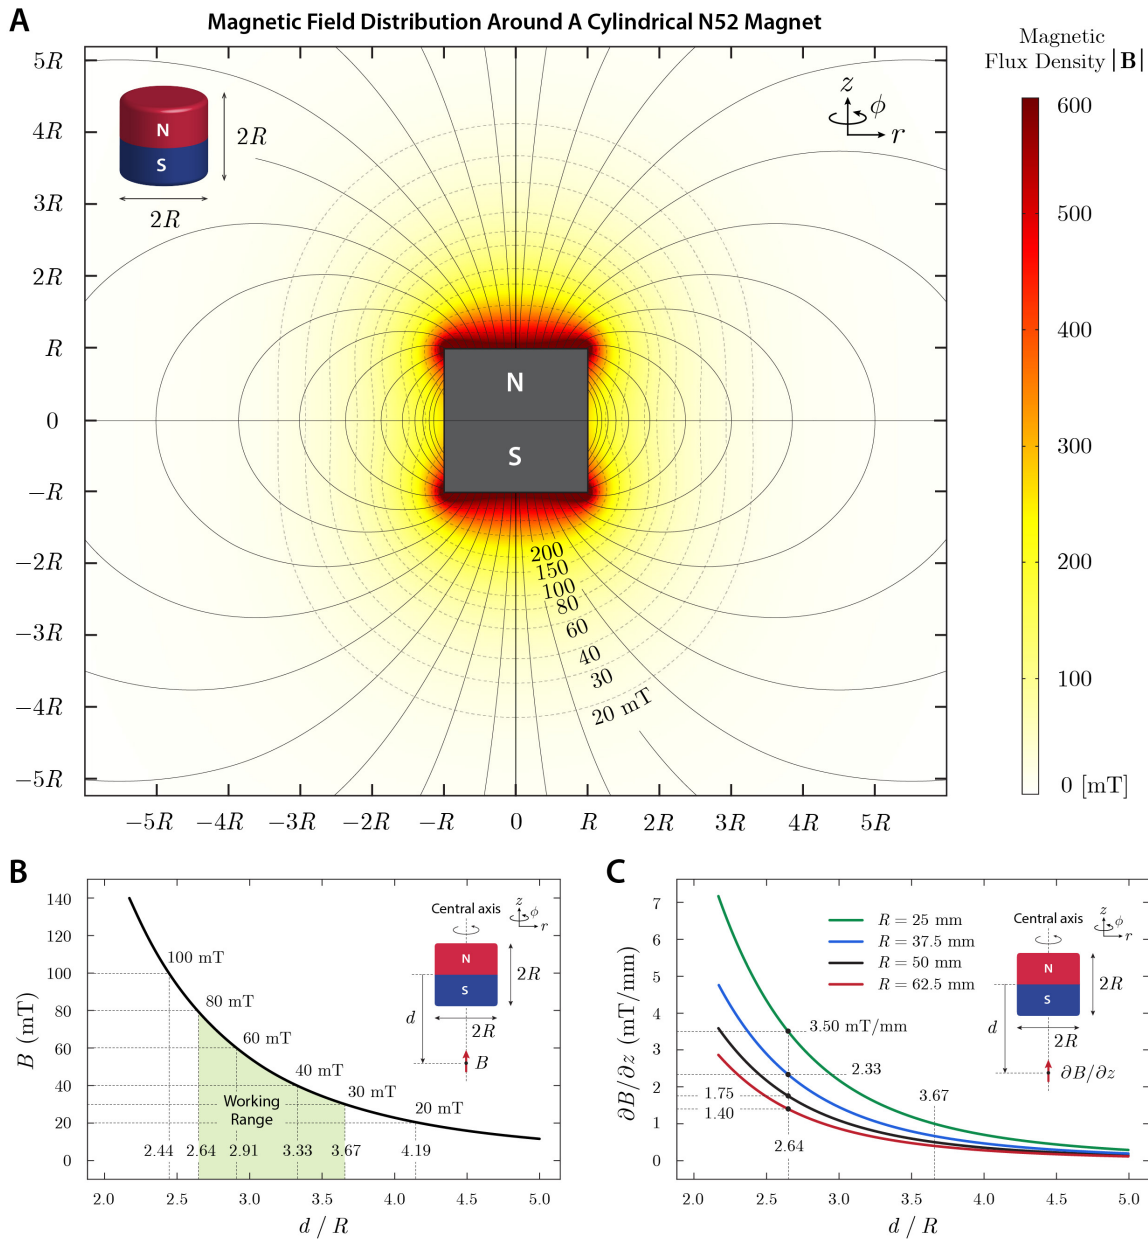 A
Magnetic Field Distribution Around A Cylindrical N52 Magnet
Magnetic
Flux Density |B|
5R
4R
3R
2R
R
0
−R
−2R
−3R
−4R
−5R
N
S
2R
2R
z
ϕ
r
N
S
200
150
100
80
60
40
30
20 mT
600
500
400
300
200
100
0 [mT]
−5R −4R −3R −2R −R 0 R 2R 3R 4R 5R
B
B (mT)
140
120
100
80
60
40
20
0
100 mT
80 mT
60 mT
40 mT
30 mT
20 mT
Working
Range
2.44 2.64 2.91 3.33 3.67 4.19
2.0 2.5 3.0 3.5 4.0 4.5 5.0
d / R
Central axis
z
ϕ
r
N
S
2R
2R
d
B
C
∂B/∂z (mT/mm)
7
6
5
4
3
2
1
0
R = 25 mm
R = 37.5 mm
R = 50 mm
R = 62.5 mm
3.50 mT/mm
2.33
1.75
1.40
3.67
2.64
2.0 2.5 3.0 3.5 4.0 4.5 5.0
d / R
Central axis
z
ϕ
r
N
S
2R
2R
d
∂B/∂z